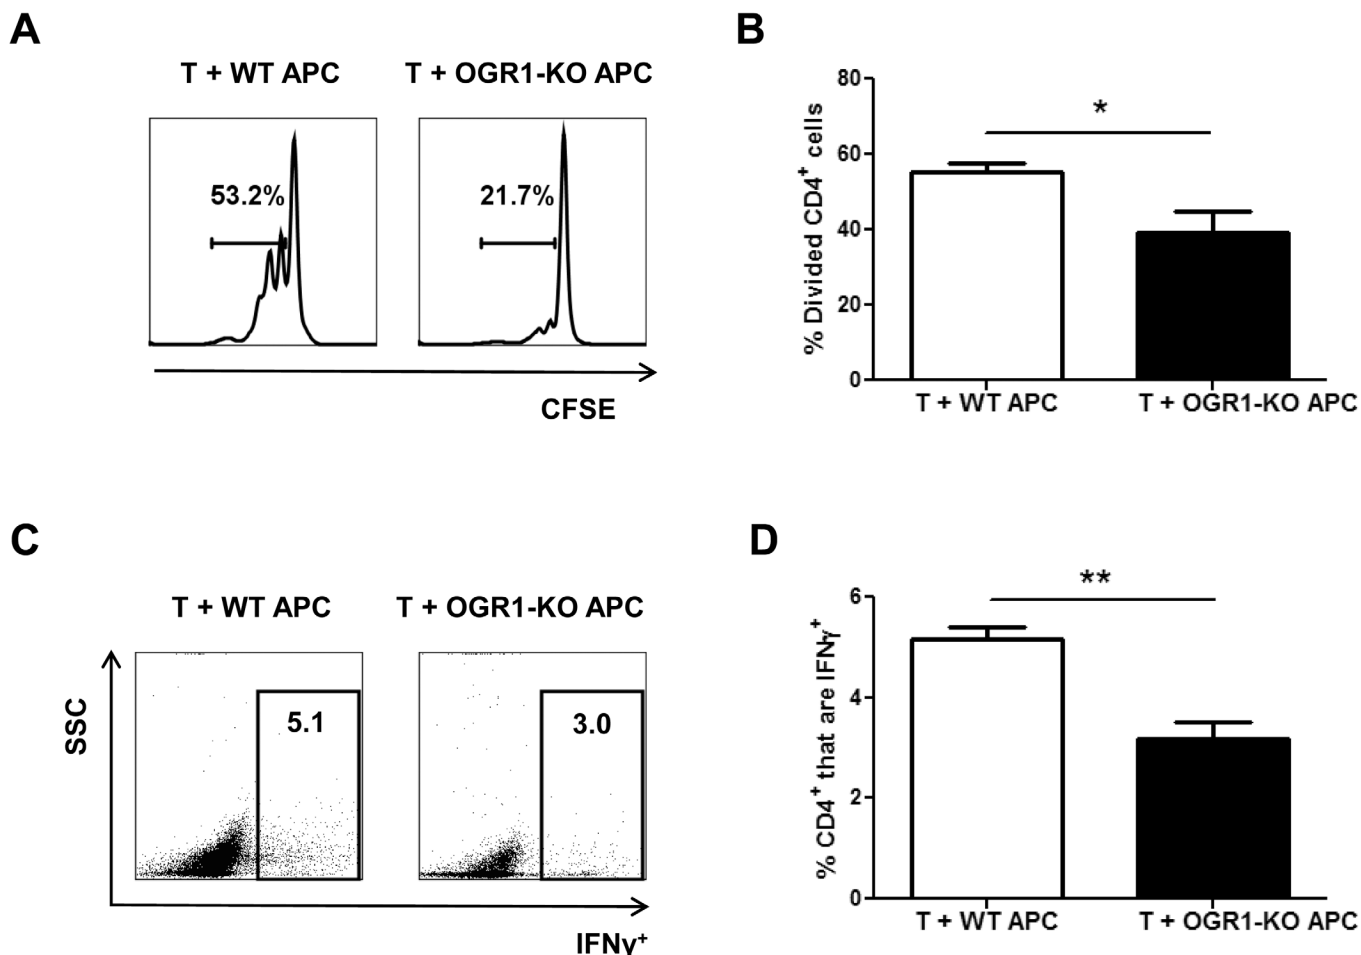 A
B
T + WT APC
T + OGR1-KO APC
53.2%
21.7%
CFSE
% Divided CD4⁺ cells
80
60
40
20
0
*
T + WT APC
T + OGR1-KO APC
C
D
T + WT APC
T + OGR1-KO APC
SSC
5.1
3.0
IFNγ⁺
% CD4⁺ that are IFNγ⁺
6
4
2
0
**
T + WT APC
T + OGR1-KO APC